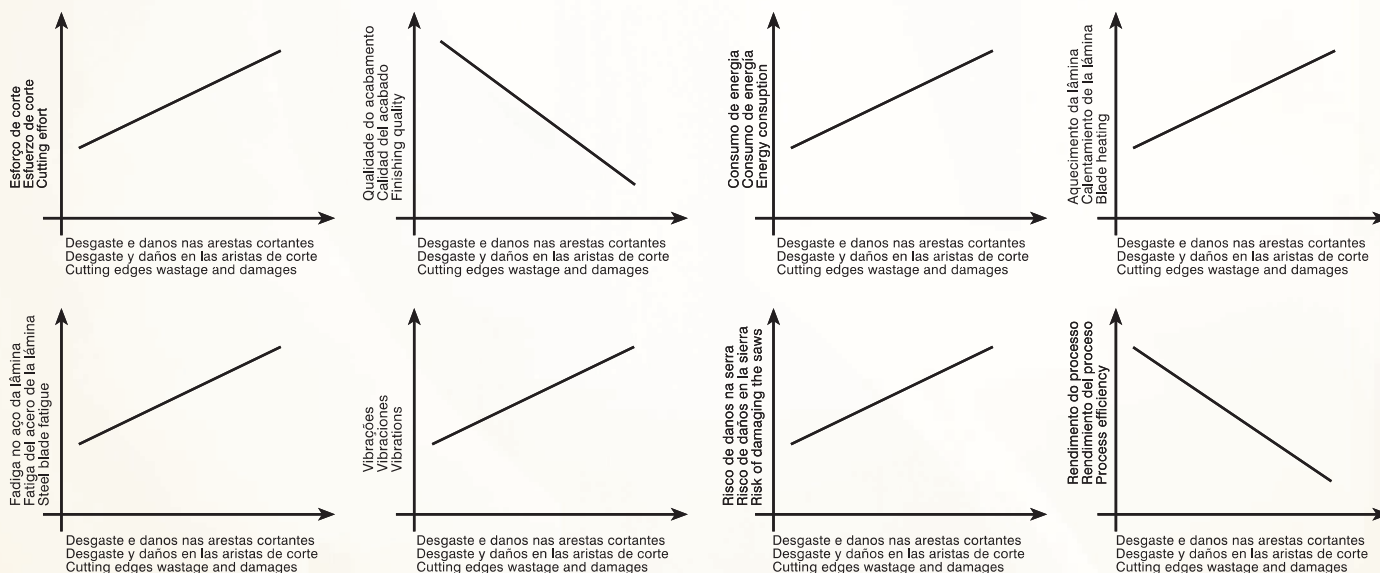 Esforço de corte
Esfuerzo de corte
Cutting effort
Desgaste e danos nas arestas cortantes
Desgaste y daños en las aristas de corte
Cutting edges wastage and damages
Qualidade do acabamento
Calidad del acabado
Finishing quality
Desgaste e danos nas arestas cortantes
Desgaste y daños en las aristas de corte
Cutting edges wastage and damages
Consumo de energia
Consumo de energía
Energy consuption
Desgaste e danos nas arestas cortantes
Desgaste y daños en las aristas de corte
Cutting edges wastage and damages
Aquecimento da lâmina
Calentamiento de la lámina
Blade heating
Desgaste e danos nas arestas cortantes
Desgaste y daños en las aristas de corte
Cutting edges wastage and damages
Fadiga no aço da lâmina
Fatiga del acero de la lámina
Steel blade fatigue
Desgaste e danos nas arestas cortantes
Desgaste y daños en las aristas de corte
Cutting edges wastage and damages
Vibrações
Vibraciones
Vibrations
Desgaste e danos nas arestas cortantes
Desgaste y daños en las aristas de corte
Cutting edges wastage and damages
Risco de danos na serra
Risco de daños en la sierra
Risk of damaging the saws
Desgaste e danos nas arestas cortantes
Desgaste y daños en las aristas de corte
Cutting edges wastage and damages
Rendimento do processo
Rendimiento del proceso
Process efficiency
Desgaste e danos nas arestas cortantes
Desgaste y daños en las aristas de corte
Cutting edges wastage and damages